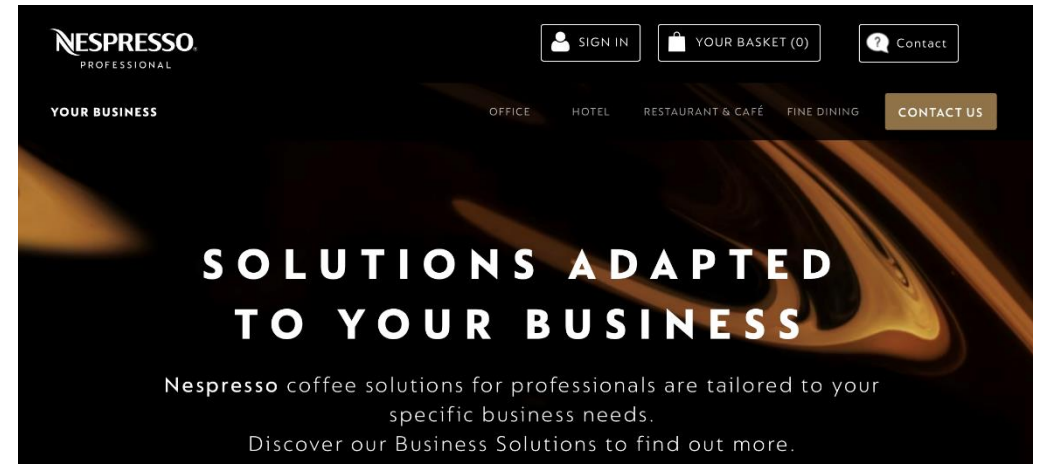 NESPRESSO.
PROFESSIONAL
SIGN IN
YOUR BASKET (0)
Contact
YOUR BUSINESS
OFFICE
HOTEL
RESTAURANT & CAFÉ
FINE DINING
CONTACT US
SOLUTIONS ADAPTED
TO YOUR BUSINESS
Nespresso coffee solutions for professionals are tailored to your
specific business needs.
Discover our Business Solutions to find out more.